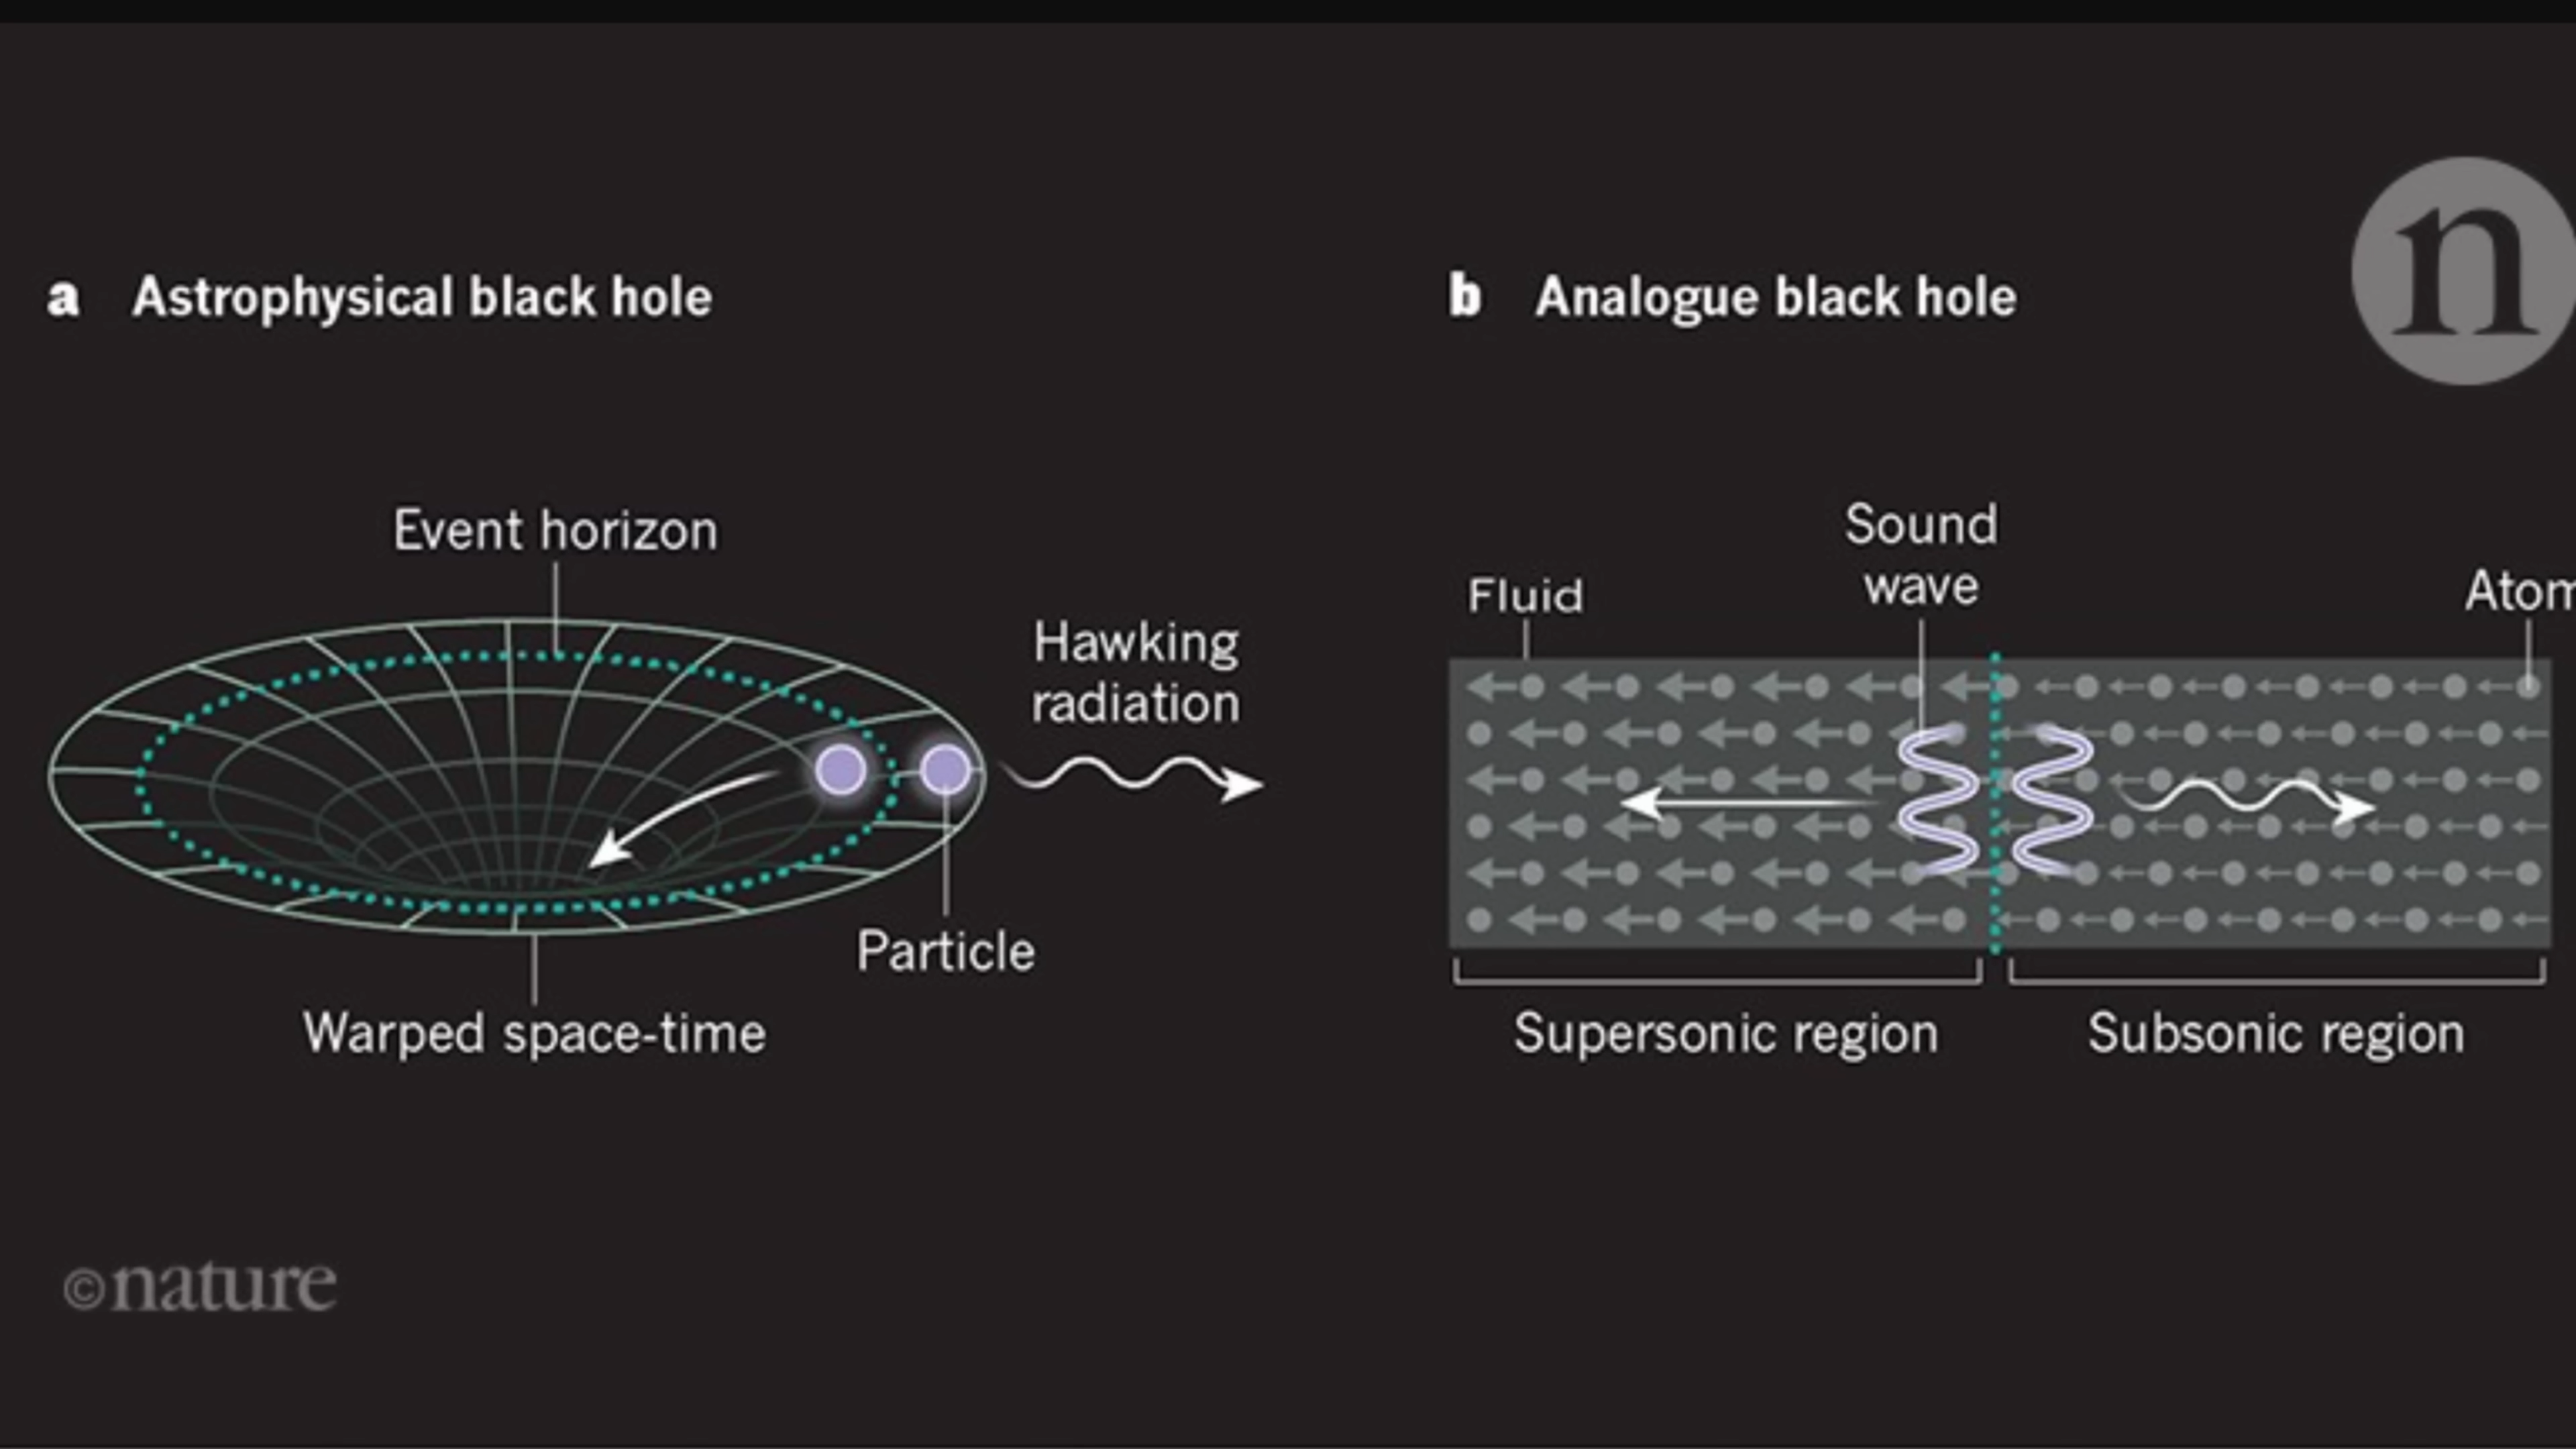 a Astrophysical black hole
Event horizon
Hawking
radiation
Particle
Warped space-time
b Analogue black hole
n
Sound
wave
Fluid
Atom
Supersonic region
Subsonic region
©nature